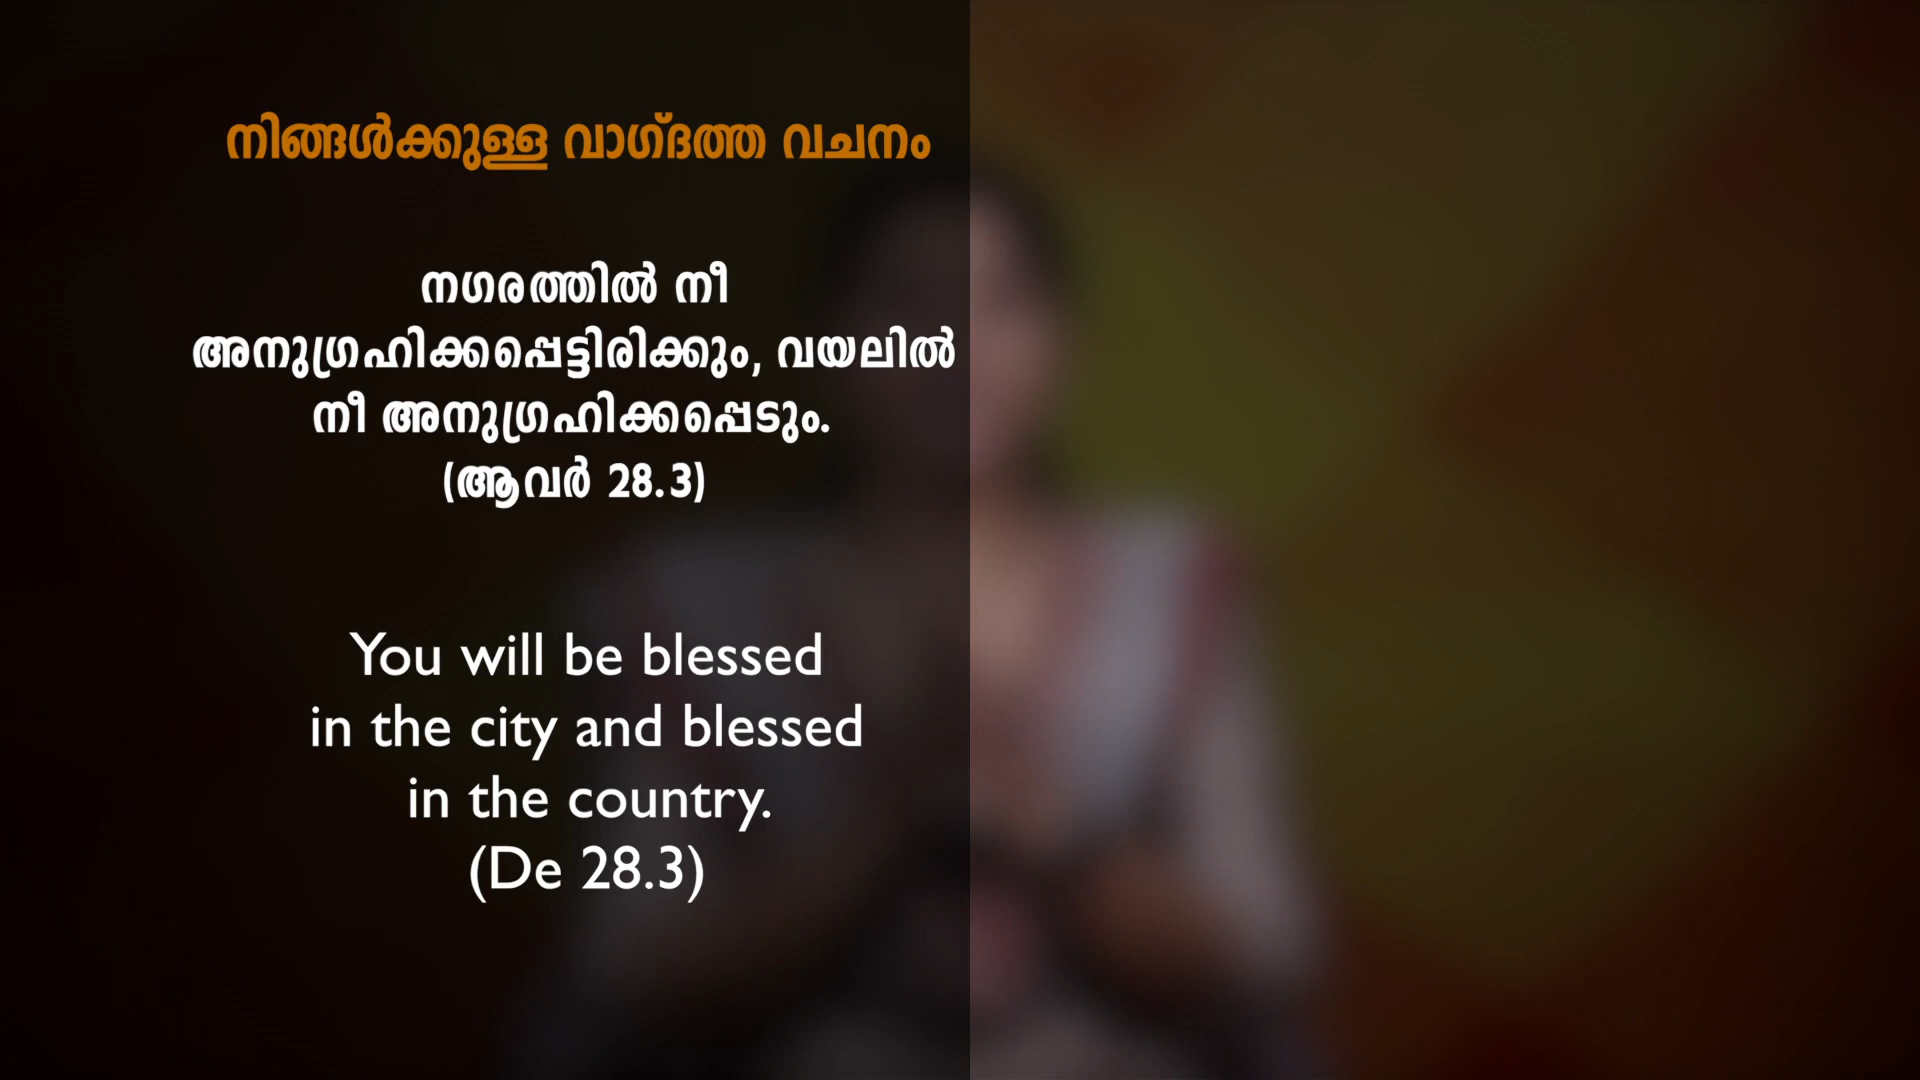 നിങ്ങൾക്കുള്ള വാഗ്ദത്ത വചനം
നഗരത്തിൽ നീ
അനുഗ്രഹിക്കപ്പെട്ടിരിക്കും, വയലിൽ
നീ അനുഗ്രഹിക്കപ്പെടും.
(ആവർ 28.3)
You will be blessed
in the city and blessed
in the country.
(De 28.3)